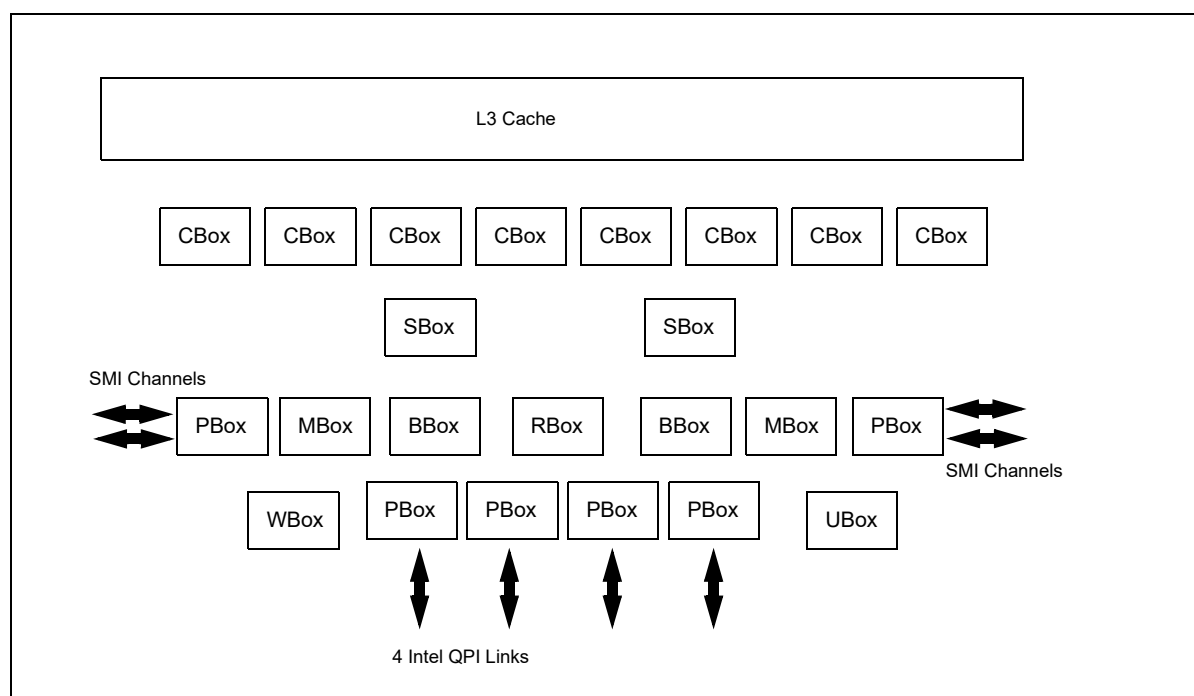 L3 Cache
CBox CBox CBox CBox CBox CBox CBox CBox
SBox SBox
SMI Channels
PBox MBox BBox RBox BBox MBox PBox
SMI Channels
WBox PBox PBox PBox PBox UBox
4 Intel QPI Links